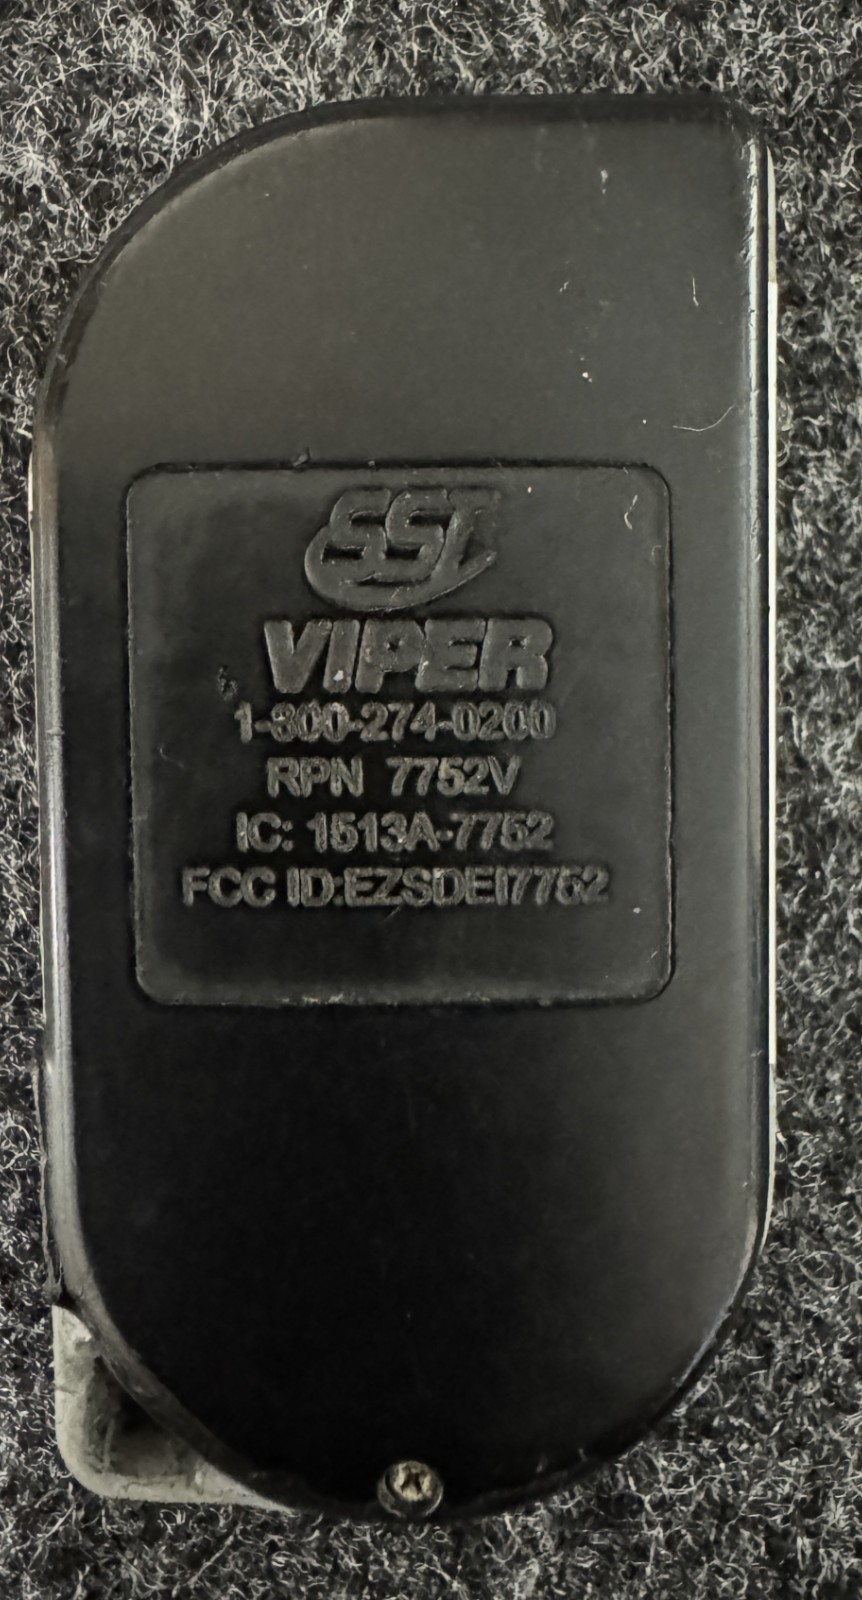 SST
VIPER
1-800-274-0200
RPN 7752V
IC: 1513A-7752
FCC ID:EZSDEI7752